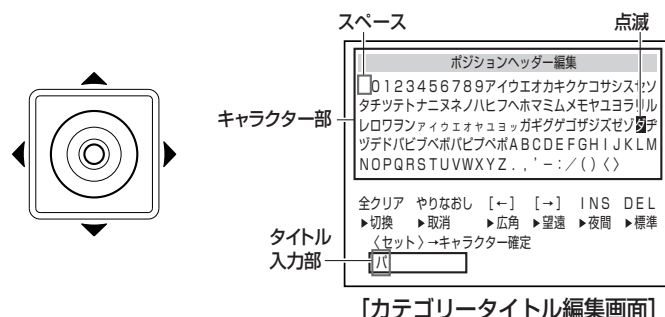 スペース
点滅
ポジションヘッダー編集
0123456789アイウエオカキクケコサシスセソ
タチツテトナニヌネノハヒフヘホマミムメモヤユヨラリル
レロワヲンァィゥェォャュョッガギグゲゴザジズゼゾダヂ
ヅデドバビブベボパピプペポABCDEFGHIJKLM
NOPQRSTUVWXYZ.,'-:/()〈〉
キャラクター部
全クリア やりなおし [←] [→] INS DEL
▶切換 ▶取消 ▶広角 ▶望遠 ▶夜間 ▶標準
〈セット〉→キャラクター確定
タイトル
入力部
パ
[カテゴリータイトル編集画面]